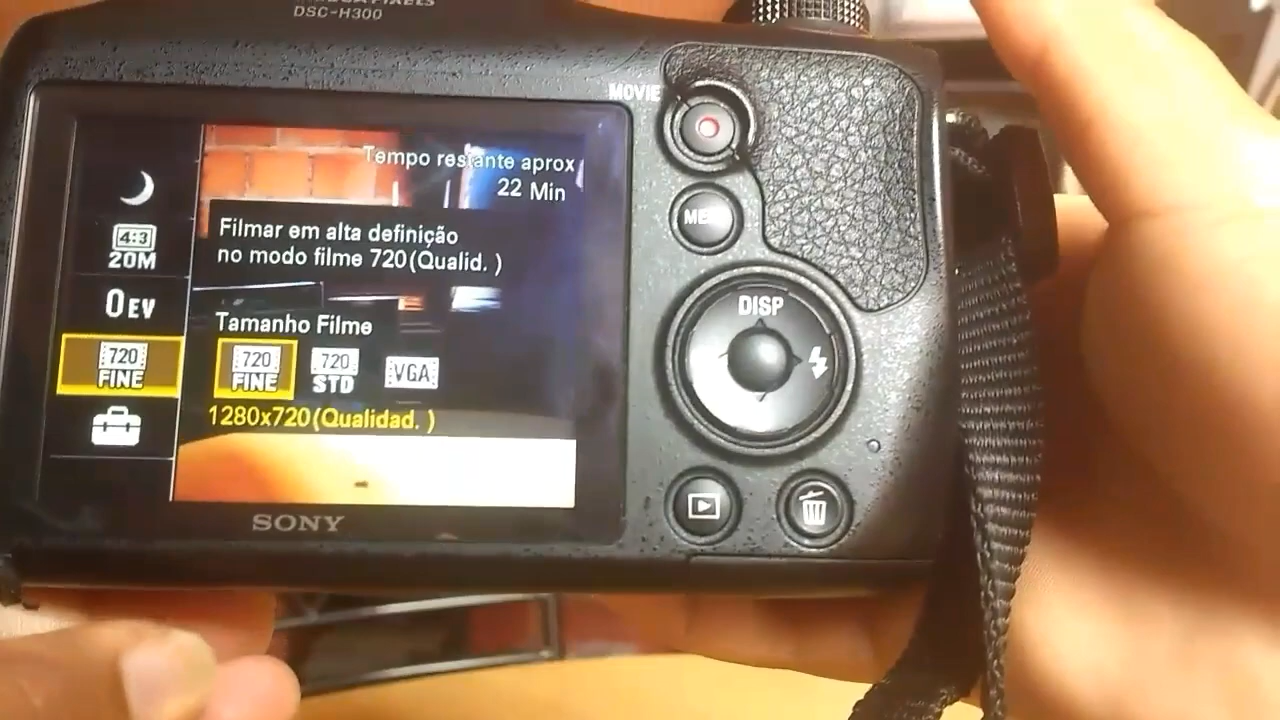 DSC-H300
MOVIE
Tempo restante aprox
22 Min
Filmar em alta definição
no modo filme 720(Qualid. )
4:3
20M
0EV
Tamanho Filme
720
FINE
720
FINE
720
STD
VGA
1280x720(Qualidad. )
MENU
DISP
SONY